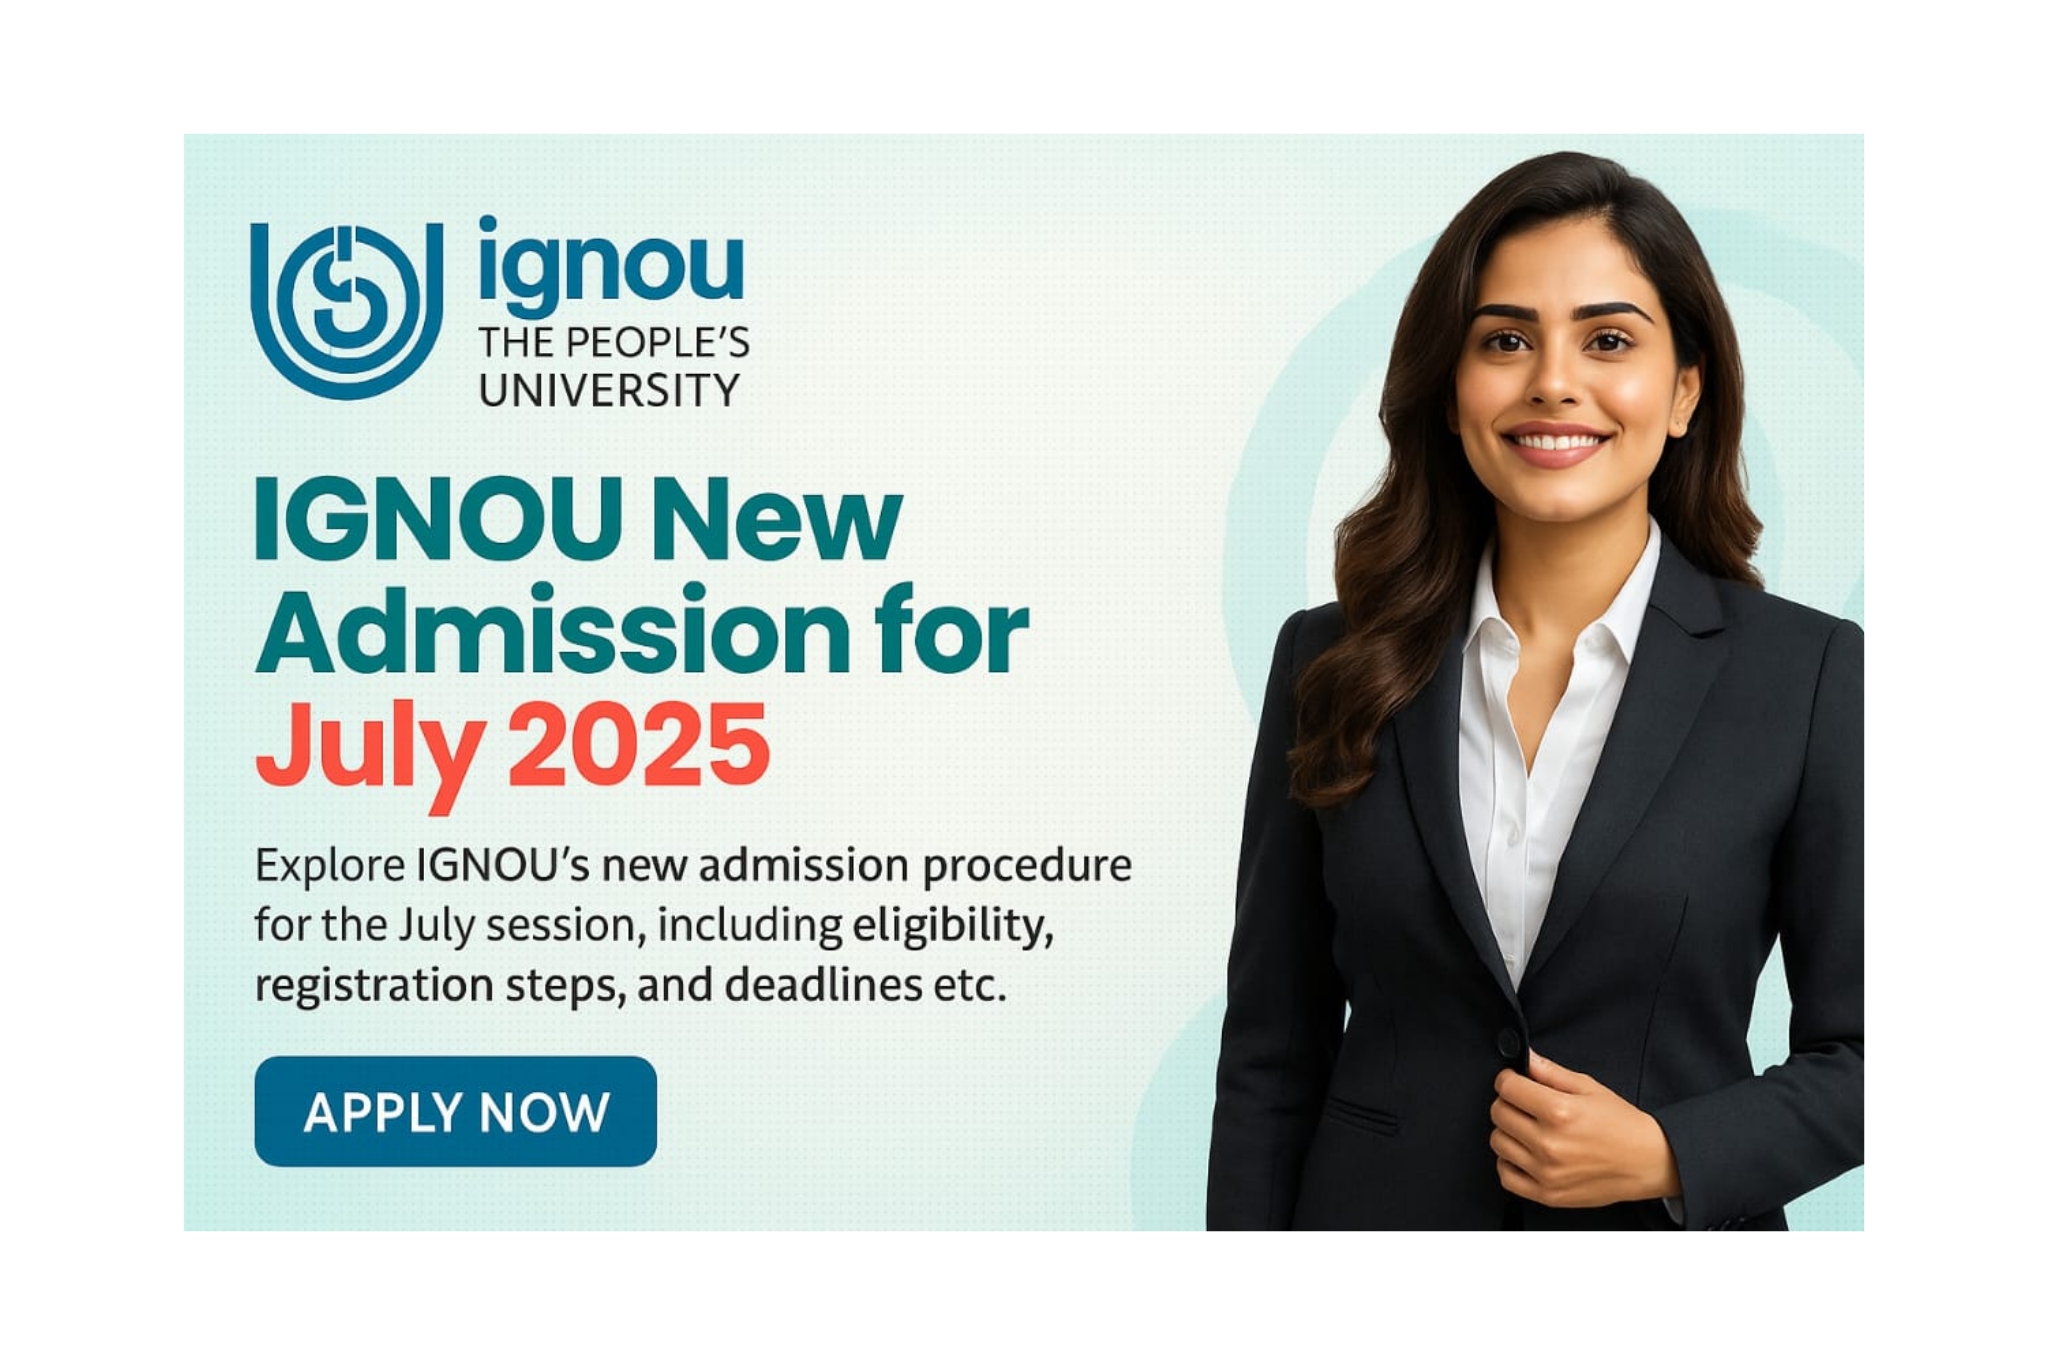 ignou
THE PEOPLE'S
UNIVERSITY
IGNOU New
Admission for
July 2025
Explore IGNOU's new admission procedure
for the July session, including eligibility,
registration steps, and deadlines etc.
APPLY NOW